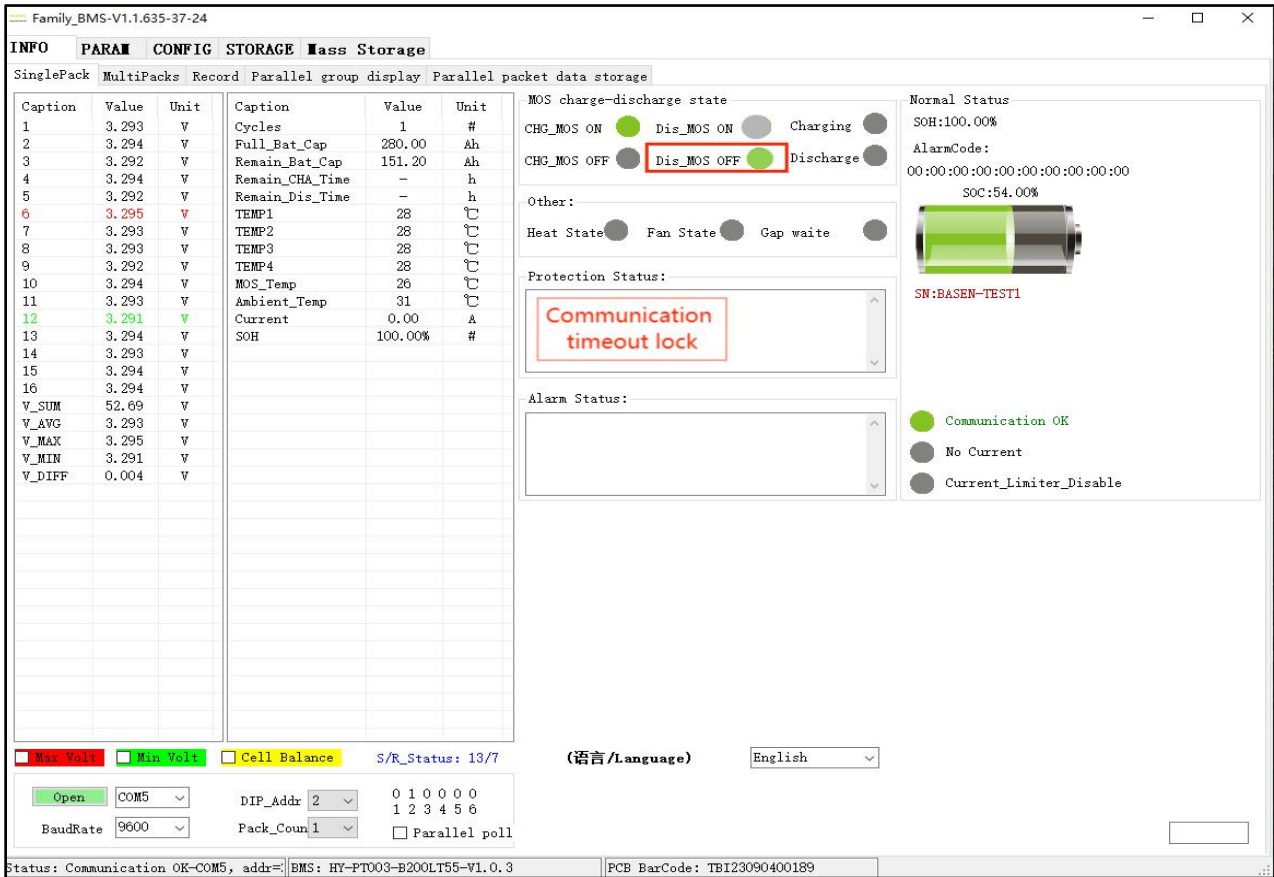 Family_BMS-V1.1.635-37-24
INFO PARAM CONFIG STORAGE Mass Storage
SinglePack MultiPacks Record Parallel group display Parallel packet data storage
Caption Value Unit
1 3.293 V
2 3.294 V
3 3.292 V
4 3.294 V
5 3.292 V
6 3.295 V
7 3.293 V
8 3.293 V
9 3.292 V
10 3.294 V
11 3.293 V
12 3.291 V
13 3.294 V
14 3.293 V
15 3.294 V
16 3.294 V
V_SUM 52.69 V
V_AVG 3.293 V
V_MAX 3.295 V
V_MIN 3.291 V
V_DIFF 0.004 V
Caption Value Unit
Cycles 1 #
Full_Bat_Cap 280.00 Ah
Remain_Bat_Cap 151.20 Ah
Remain_CHA_Time – h
Remain_Dis_Time – h
TEMP1 28 ℃
TEMP2 28 ℃
TEMP3 28 ℃
TEMP4 28 ℃
MOS_Temp 26 ℃
Ambient_Temp 31 ℃
Current 0.00 A
SOH 100.00% #
MOS charge-discharge state
CHG_MOS ON Dis_MOS ON Charging
CHG_MOS OFF Dis_MOS OFF Discharge
Other:
Heat State Fan State Gap waite
Protection Status:
Communication
timeout lock
Alarm Status:
Normal Status
SOH:100.00%
AlarmCode:
00:00:00:00:00:00:00:00:00:00
SOC:54.00%
SN:BASEN-TEST1
Communication OK
No Current
Current_Limiter_Disable
Max Volt Min Volt Cell Balance S/R_Status: 13/7 (语言/Language) English
Open COM5 DIP_Addr 2 0 1 0 0 0 0
1 2 3 4 5 6
BaudRate 9600 Pack_Coun 1 Parallel poll
Status: Communication OK-COM5, addr= BMS: HY-PT003-B200LT55-V1.0.3 PCB BarCode: TBI23090400189